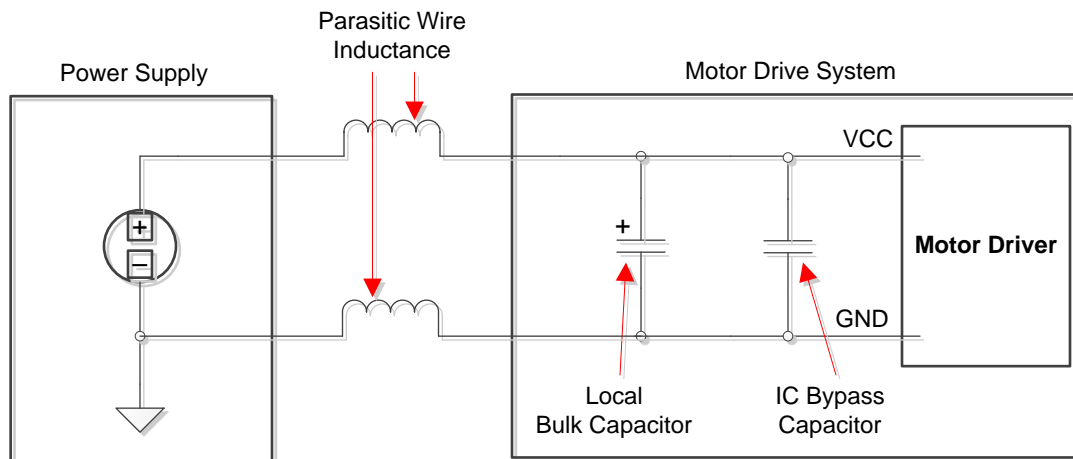 Parasitic Wire
Inductance
Power Supply
Motor Drive System
VCC
+
+
−
Motor Driver
GND
Local
Bulk Capacitor
IC Bypass
Capacitor